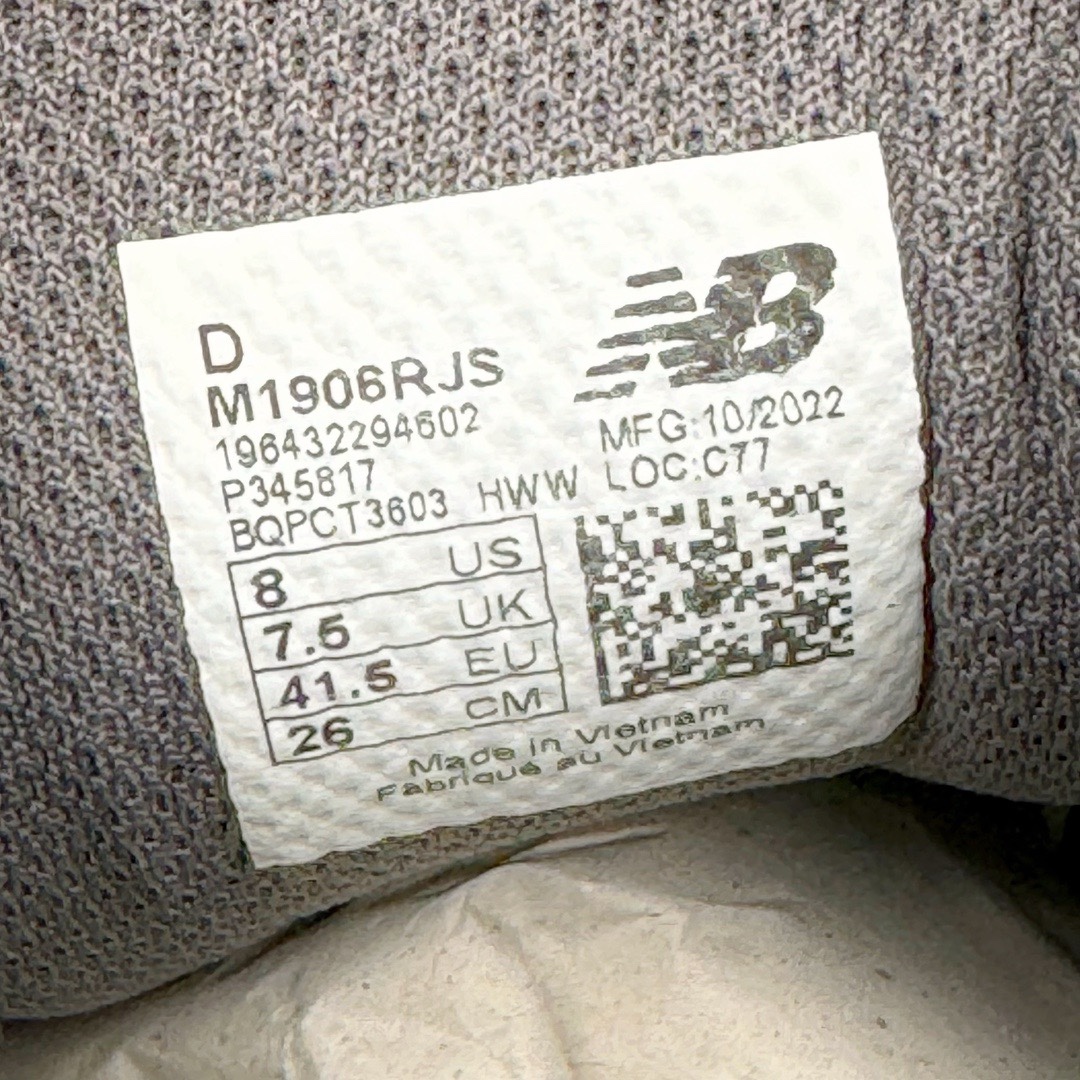 D
M1906RJS
196432294602
P345817
BQPCT3603 HWW
NB
MFG:10/2022
LOC:C77
8 US
7.5 UK
41.5 EU
26 CM
Made in Vietnam
Fabriqué au Vietnam